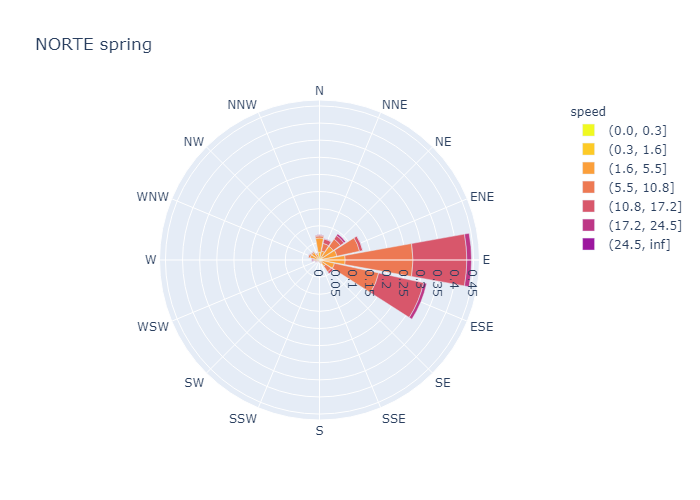 NORTE spring
N
NNW
NNE
NW
NE
WNW
ENE
W
E
WSW
ESE
SW
SE
SSW
SSE
S
0
0.05
0.1
0.15
0.2
0.25
0.3
0.35
0.4
0.45
speed
(0.0, 0.3]
(0.3, 1.6]
(1.6, 5.5]
(5.5, 10.8]
(10.8, 17.2]
(17.2, 24.5]
(24.5, inf]